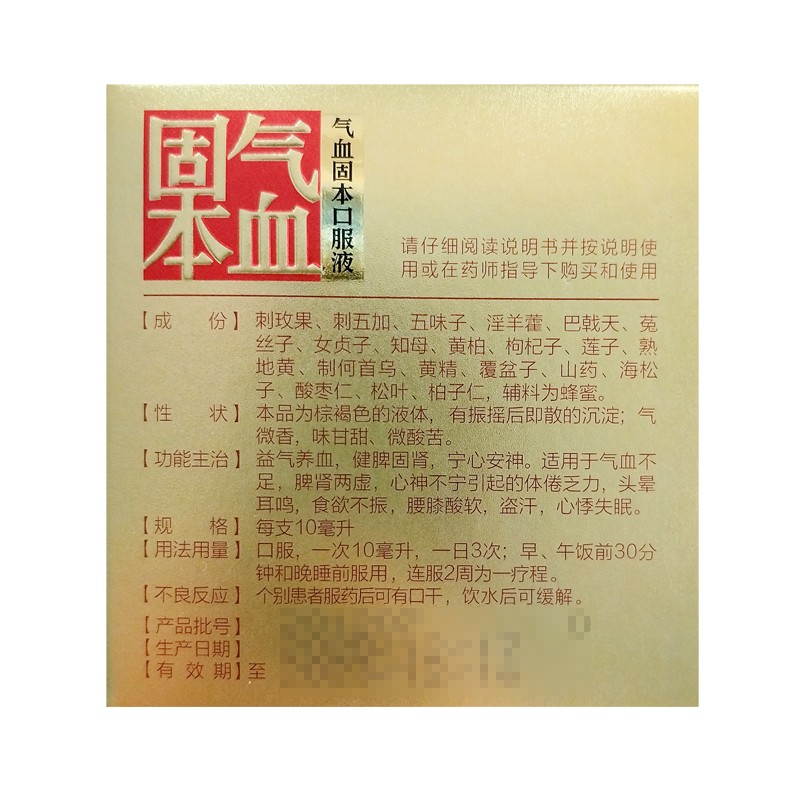 气血
固本
气血固本口服液
请仔细阅读说明书并按说明使
用或在药师指导下购买和使用
【成 份】刺玫果、刺五加、五味子、淫羊藿、巴戟天、菟
丝子、女贞子、知母、黄柏、枸杞子、莲子、熟
地黄、制何首乌、黄精、覆盆子、山药、海松
子、酸枣仁、松叶、柏子仁，辅料为蜂蜜。
【性 状】本品为棕褐色的液体，有振摇后即散的沉淀；气
微香，味甘甜、微酸苦。
【功能主治】益气养血，健脾固肾，宁心安神。适用于气血不
足，脾肾两虚，心神不宁引起的体倦乏力、头晕
耳鸣，食欲不振，腰膝酸软，盗汗，心悸失眠。
【规 格】每支10毫升
【用法用量】口服，一次10毫升，一日3次；早、午饭前30分
钟和晚睡前服用，连服2周为一疗程。
【不良反应】个别患者服药后可有口干，饮水后可缓解。
【产品批号】
【生产日期】
【有 效 期】至